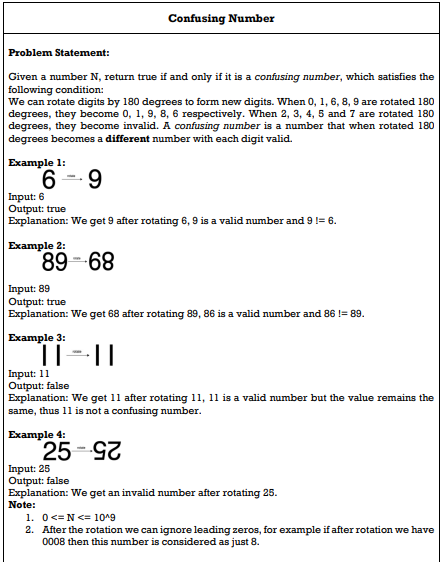 Confusing Number
Problem Statement:
Given a number N, return true if and only if it is a confusing number, which satisfies the
following condition:
We can rotate digits by 180 degrees to form new digits. When 0, 1, 6, 8, 9 are rotated 180
degrees, they become 0, 1, 9, 8, 6 respectively. When 2, 3, 4, 5 and 7 are rotated 180
degrees, they become invalid. A confusing number is a number that when rotated 180
degrees becomes a different number with each digit valid.
Example 1:
6 9
Input: 6
Output: true
Explanation: We get 9 after rotating 6, 9 is a valid number and 9 != 6.
Example 2:
89 68
Input: 89
Output: true
Explanation: We get 68 after rotating 89, 86 is a valid number and 86 != 89.
Example 3:
11 11
Input: 11
Output: false
Explanation: We get 11 after rotating 11, 11 is a valid number but the value remains the
same, thus 11 is not a confusing number.
Example 4:
25
Input: 25
Output: false
Explanation: We get an invalid number after rotating 25.
Note:
1. 0 <= N <= 10^9
2. After the rotation we can ignore leading zeros, for example if after rotation we have
0008 then this number is considered as just 8.